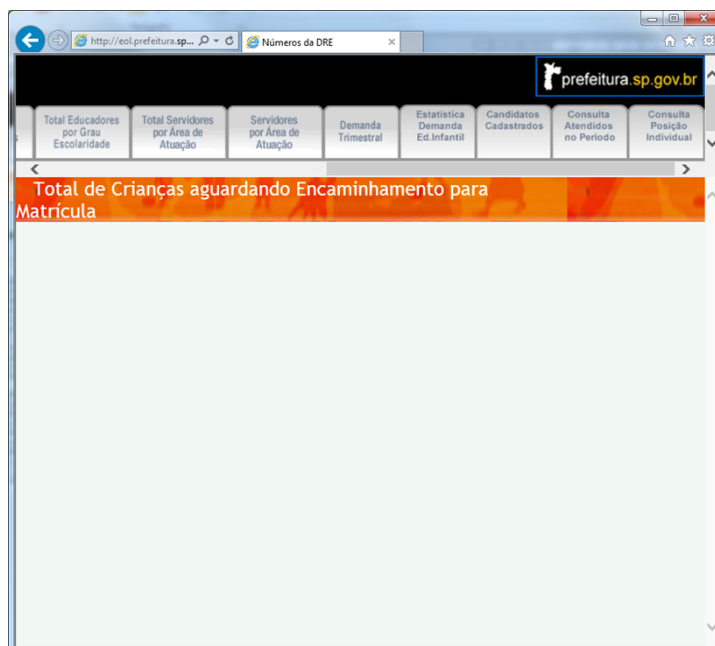 http://eol.prefeitura.sp...
Números da DRE
prefeitura.sp.gov.br
Total Educadores
por Grau
Escolaridade
Total Servidores
por Área de
Atuação
Servidores
por Área de
Atuação
Demanda
Trimestral
Estatística
Demanda
Ed.Infantil
Candidatos
Cadastrados
Consulta
Atendidos
no Período
Consulta
Posição
Individual
Total de Crianças aguardando Encaminhamento para
Matrícula